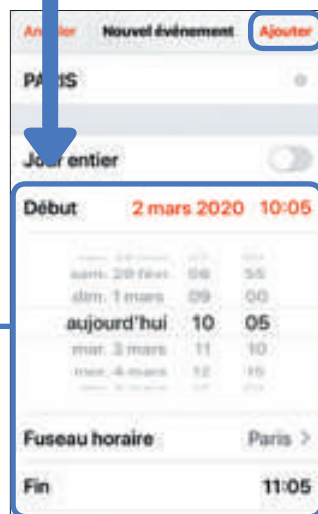 Annuler Nouvel événement Ajouter
PARIS
Jour entier
Début 2 mars 2020 10:05
sam. 29 févr. 08 55
dim. 1 mars 09 00
aujourd'hui 10 05
mar. 3 mars 11 10
mer. 4 mars 12 15
Fuseau horaire Paris >
Fin 11:05